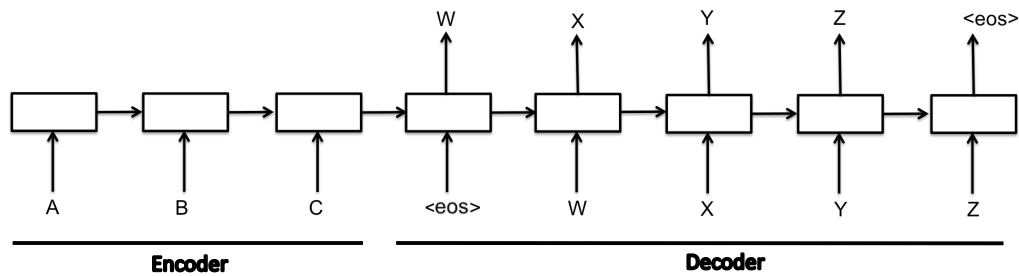 W X Y Z <eos>
A B C <eos> W X Y Z
Encoder Decoder